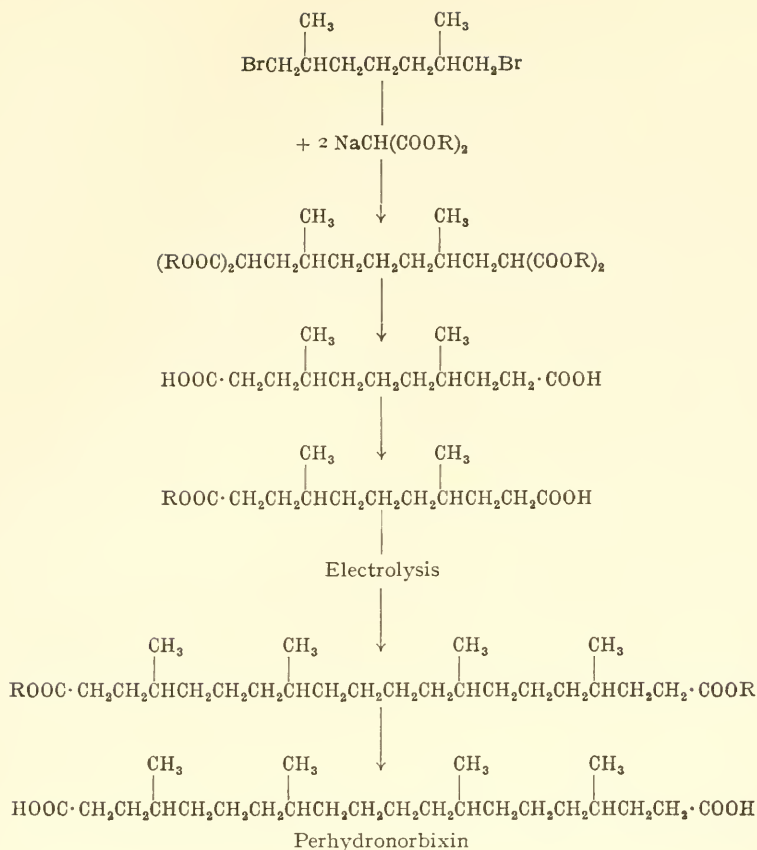 CH₃ CH₃
BrCH₂CHCH₂CH₂CH₂CHCH₂Br
+ 2 NaCH(COOR)₂
CH₃ CH₃
(ROOC)₂CHCH₂CHCH₂CH₂CH₂CHCH₂CH(COOR)₂
CH₃ CH₃
HOOC·CH₂CH₂CHCH₂CH₂CH₂CHCH₂CH₂·COOH
CH₃ CH₃
ROOC·CH₂CH₂CHCH₂CH₂CH₂CHCH₂CH₂COOH
Electrolysis
CH₃ CH₃ CH₃ CH₃
ROOC·CH₂CH₂CHCH₂CH₂CH₂CHCH₂CH₂CH₂CH₂CHCH₂CH₂CH₂CHCH₂CH₂·COOR
CH₃ CH₃ CH₃ CH₃
HOOC·CH₂CH₂CHCH₂CH₂CH₂CHCH₂CH₂CH₂CH₂CHCH₂CH₂CH₂CHCH₂CH₂·COOH
Perhydronorbixin